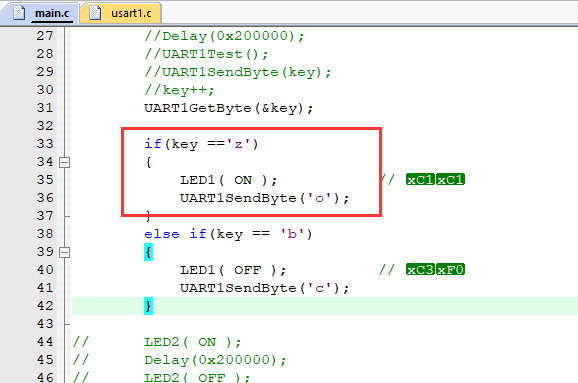 main.c usart1.c
27 //Delay(0x200000);
28 //UART1Test();
29 //UART1SendByte(key);
30 //key++;
31 UART1GetByte(&key);
32
33 if(key =='z')
34 {
35 LED1( ON ); // xC1xC1
36 UART1SendByte('o');
37 }
38 else if(key == 'b')
39 {
40 LED1( OFF ); // xC3xF0
41 UART1SendByte('c');
42 }
43
44 // LED2( ON );
45 // Delay(0x200000);
46 // LED2( OFF );